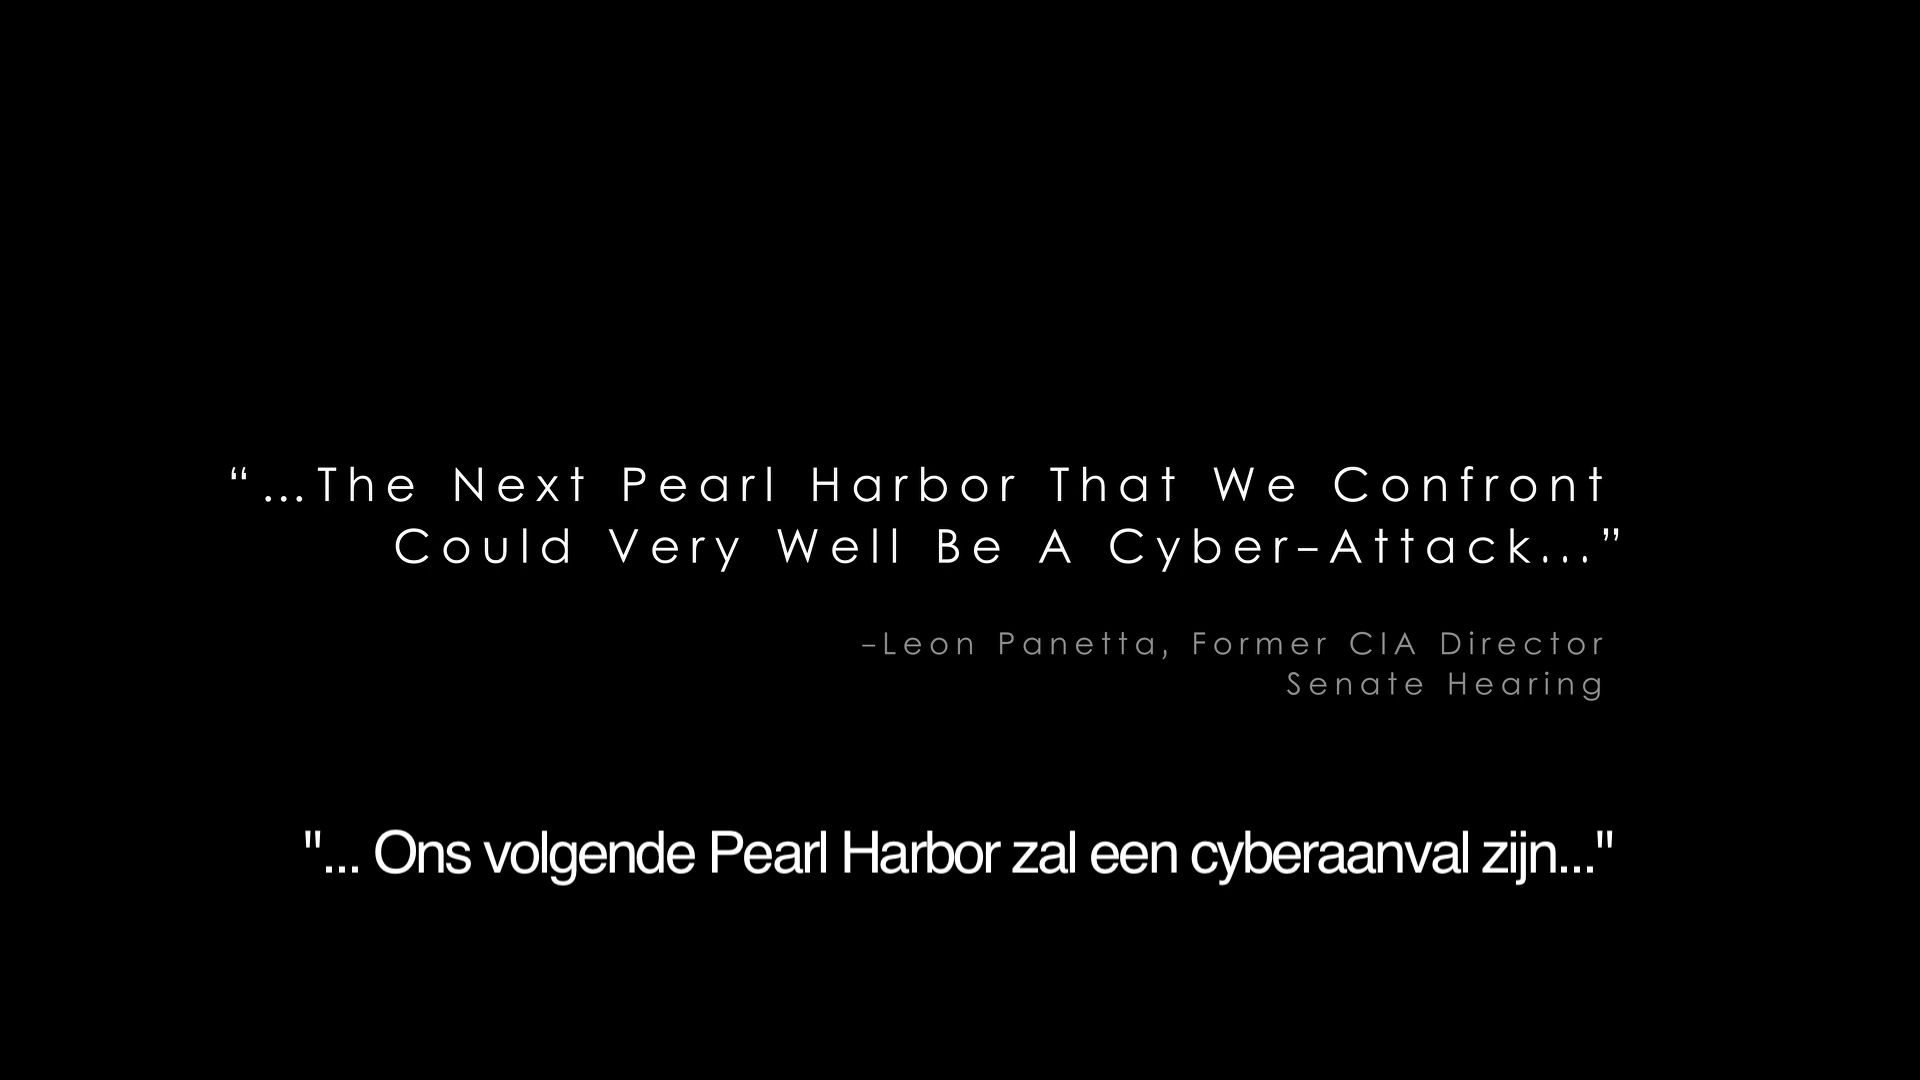 “...The Next Pearl Harbor That We Confront
Could Very Well Be A Cyber–Attack...”
–Leon Panetta, Former CIA Director
Senate Hearing
"... Ons volgende Pearl Harbor zal een cyberaanval zijn..."